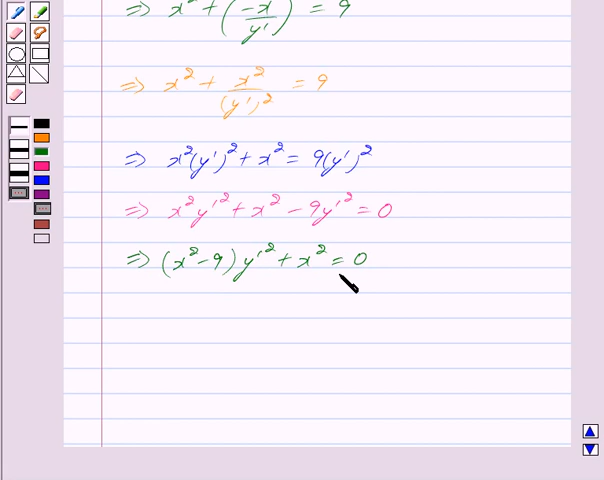 ⇒ x² + (-x/y')² = 9
⇒ x² + x²/(y')² = 9
⇒ x²(y')² + x² = 9(y')²
⇒ x²y'² + x² - 9y'² = 0
⇒ (x² - 9)y'² + x² = 0